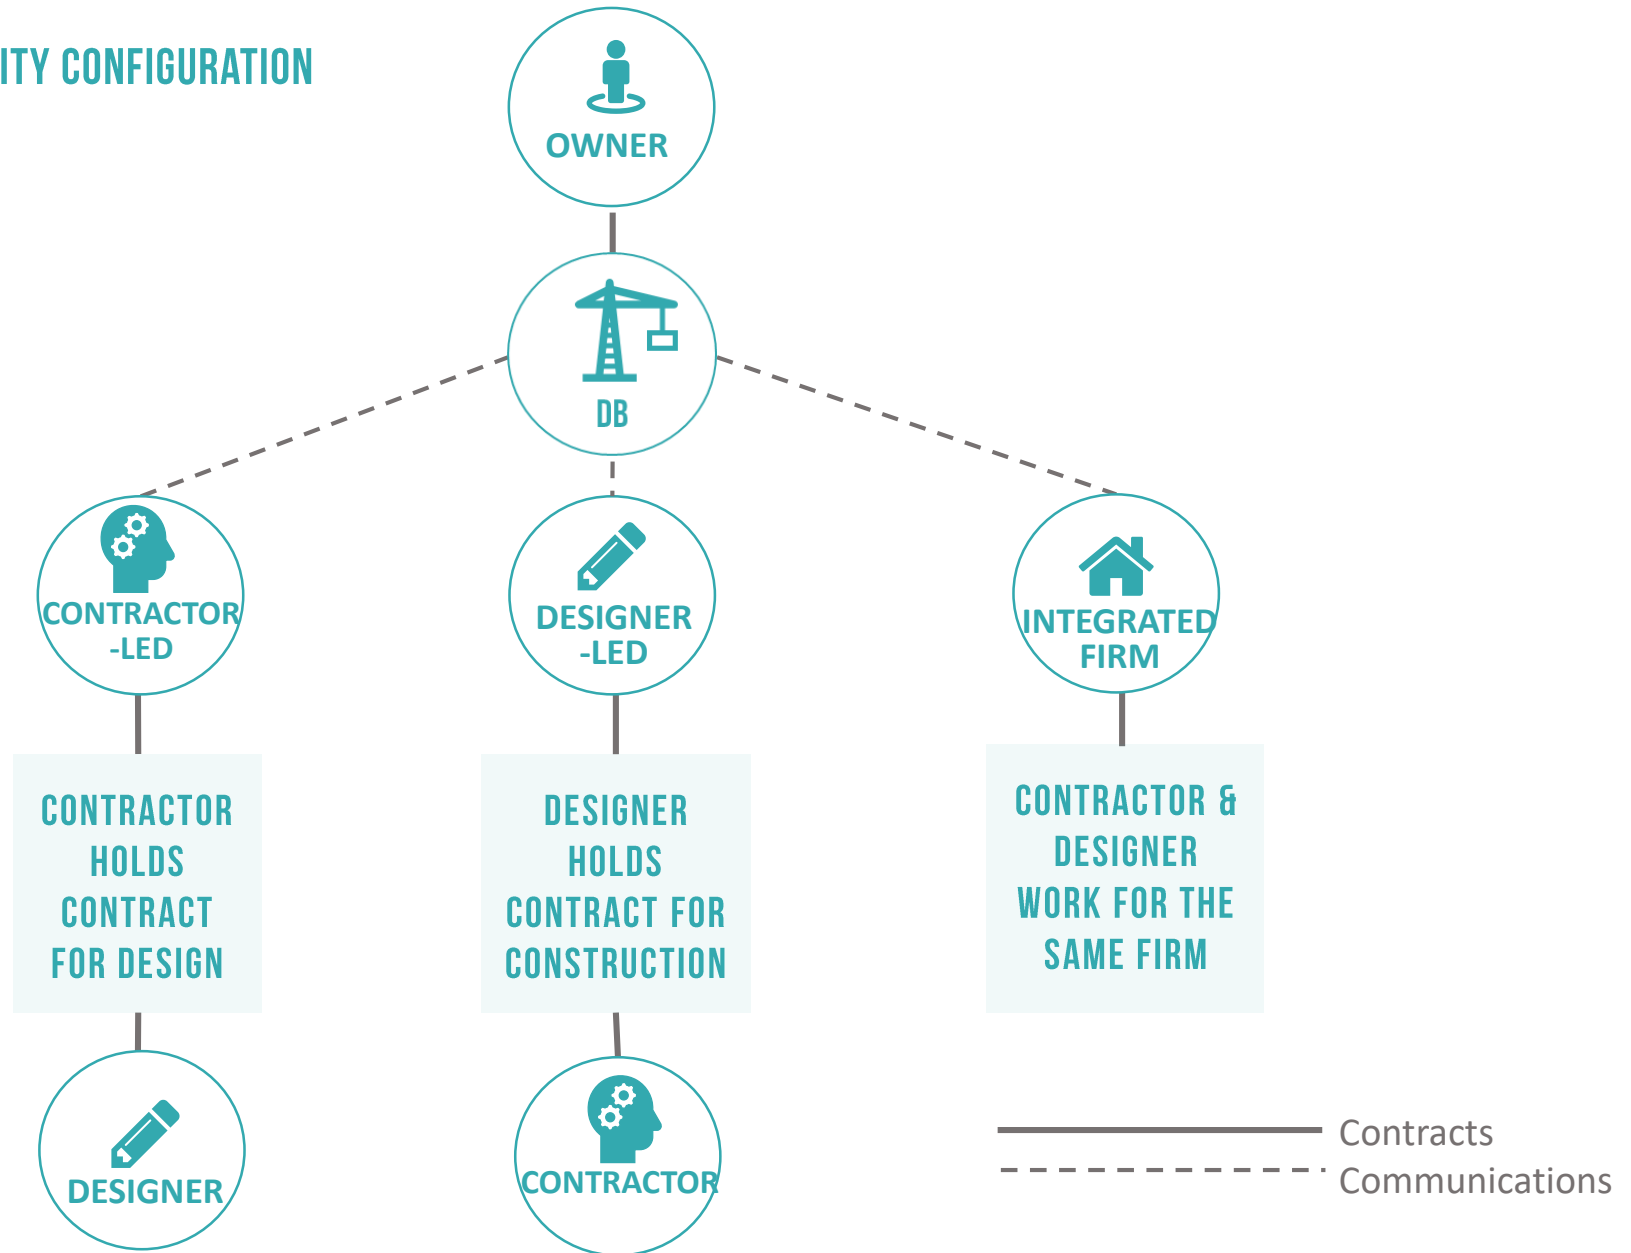 ITY CONFIGURATION
OWNER
DB
CONTRACTOR
-LED
DESIGNER
-LED
INTEGRATED
FIRM
CONTRACTOR
HOLDS
CONTRACT
FOR DESIGN
DESIGNER
HOLDS
CONTRACT FOR
CONSTRUCTION
CONTRACTOR &
DESIGNER
WORK FOR THE
SAME FIRM
DESIGNER
CONTRACTOR
Contracts
Communications